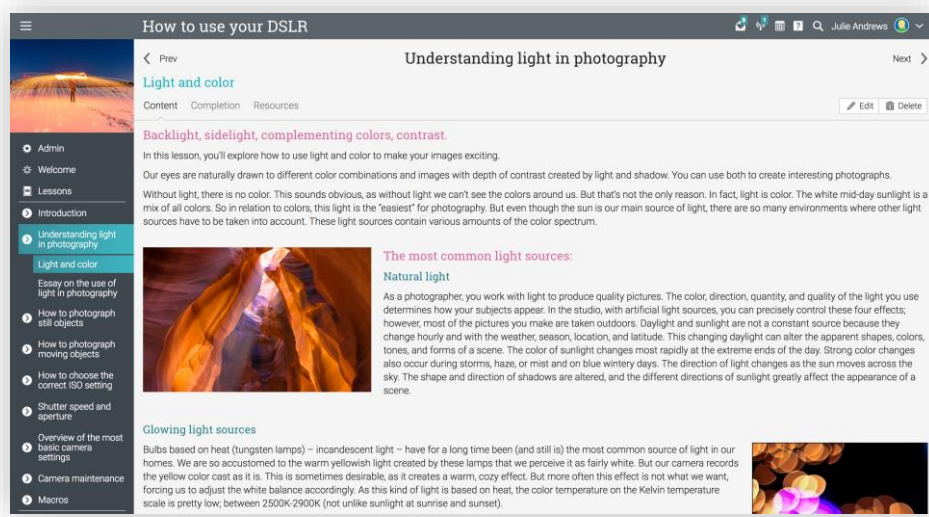 How to use your DSLR
9
1
Julie Andrews
Admin
Welcome
Lessons
Introduction
Understanding light
in photography
Light and color
Essay on the use of
light in photography
How to photograph
still objects
How to photograph
moving objects
How to choose the
correct ISO setting
Shutter speed and
aperture
Overview of the most
basic camera
settings
Camera maintenance
Macros
Prev
Understanding light in photography
Next
Light and color
Content Completion Resources
Edit Delete
Backlight, sidelight, complementing colors, contrast.
In this lesson, you'll explore how to use light and color to make your images exciting.
Our eyes are naturally drawn to different color combinations and images with depth of contrast created by light and shadow. You can use both to create interesting photographs.
Without light, there is no color. This sounds obvious, as without light we can't see the colors around us. But that's not the only reason. In fact, light is color. The white mid-day sunlight is a
mix of all colors. So in relation to colors, this light is the "easiest" for photography. But even though the sun is our main source of light, there are so many environments where other light
sources have to be taken into account. These light sources contain various amounts of the color spectrum.
The most common light sources:
Natural light
As a photographer, you work with light to produce quality pictures. The color, direction, quantity, and quality of the light you use
determines how your subjects appear. In the studio, with artificial light sources, you can precisely control these four effects;
however, most of the pictures you make are taken outdoors. Daylight and sunlight are not a constant source because they
change hourly and with the weather, season, location, and latitude. This changing daylight can alter the apparent shapes, colors,
tones, and forms of a scene. The color of sunlight changes most rapidly at the extreme ends of the day. Strong color changes
also occur during storms, haze, or mist and on blue wintery days. The direction of light changes as the sun moves across the
sky. The shape and direction of shadows are altered, and the different directions of sunlight greatly affect the appearance of a
scene.
Glowing light sources
Bulbs based on heat (tungsten lamps) – incandescent light – have for a long time been (and still is) the most common source of light in our
homes. We are so accustomed to the warm yellowish light created by these lamps that we perceive it as fairly white. But our camera records
the yellow color cast as it is. This is sometimes desirable, as it creates a warm, cozy effect. But more often this effect is not what we want,
forcing us to adjust the white balance accordingly. As this kind of light is based on heat, the color temperature on the Kelvin temperature
scale is pretty low; between 2500K-2900K (not unlike sunlight at sunrise and sunset).